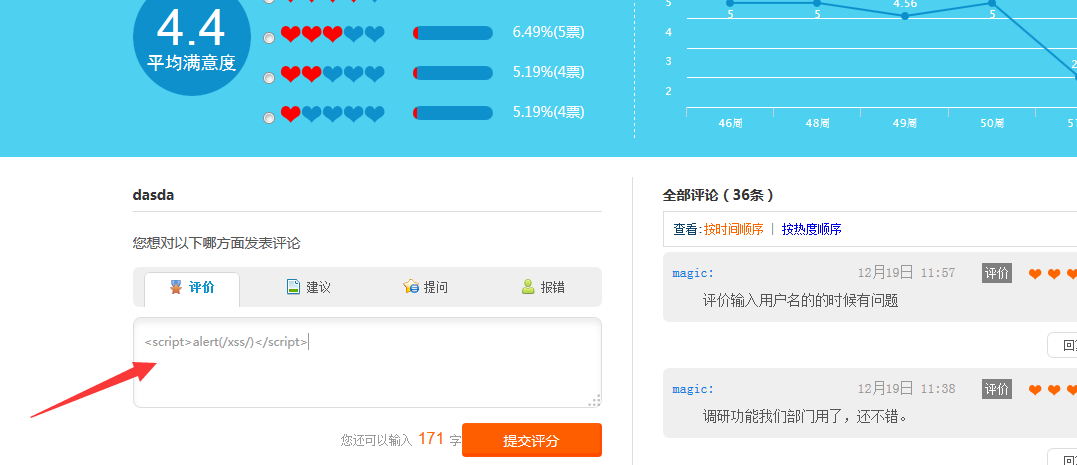 4.4
平均满意度
6.49%(5票)
5.19%(4票)
5.19%(4票)
5
4
3
2
5
5
4.56
5
2
46周
48周
49周
50周
dasda
您想对以下哪方面发表评论
评价
建议
提问
报错
<script>alert(/xss/)</script>
您还可以输入 171 字
提交评分
全部评论（36条）
查看:按时间顺序 | 按热度顺序
magic: 12月19日 11:57 评价
评价输入用户名的的时候有问题
magic: 12月19日 11:38 评价
调研功能我们部门用了，还不错。